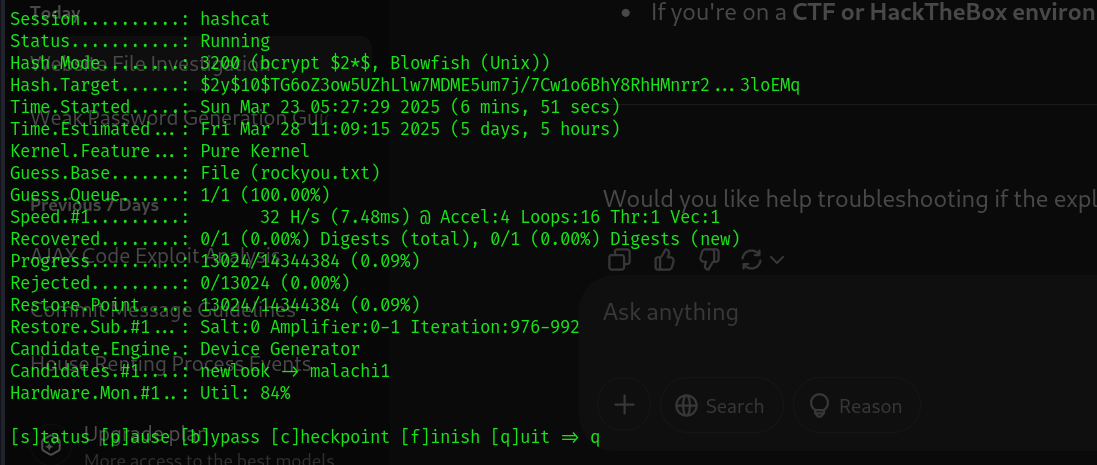 Session..........: hashcat
Status...........: Running
Hash.Mode........: 3200 (bcrypt $2*$, Blowfish (Unix))
Hash.Target......: $2y$10$TG6oZ3ow5UZhLlw7MDME5um7j/7Cw1o6BhY8RhHMnrr2...3loEMq
Time.Started.....: Sun Mar 23 05:27:29 2025 (6 mins, 51 secs)
Time.Estimated...: Fri Mar 28 11:09:15 2025 (5 days, 5 hours)
Kernel.Feature...: Pure Kernel
Guess.Base.......: File (rockyou.txt)
Guess.Queue......: 1/1 (100.00%)
Speed.#1.........:       32 H/s (7.48ms) @ Accel:4 Loops:16 Thr:1 Vec:1
Recovered........: 0/1 (0.00%) Digests (total), 0/1 (0.00%) Digests (new)
Progress.........: 13024/14344384 (0.09%)
Rejected.........: 0/13024 (0.00%)
Restore.Point....: 13024/14344384 (0.09%)
Restore.Sub.#1...: Salt:0 Amplifier:0-1 Iteration:976-992
Candidate.Engine.: Device Generator
Candidates.#1....: newlook -> malachi1
Hardware.Mon.#1..: Util: 84%
[s]tatus [p]ause [b]ypass [c]heckpoint [f]inish [q]uit => q
Today
Website File Investigation
Weak Password Generation Gui
Previous 7 Days
AJAX Code Exploit Analysis
Commit Message Guidelines
House Renting Process Events
Upgrade plan
More access to the best models
• If you're on a CTF or HackTheBox environ
Would you like help troubleshooting if the expl
Ask anything
Search
Reason